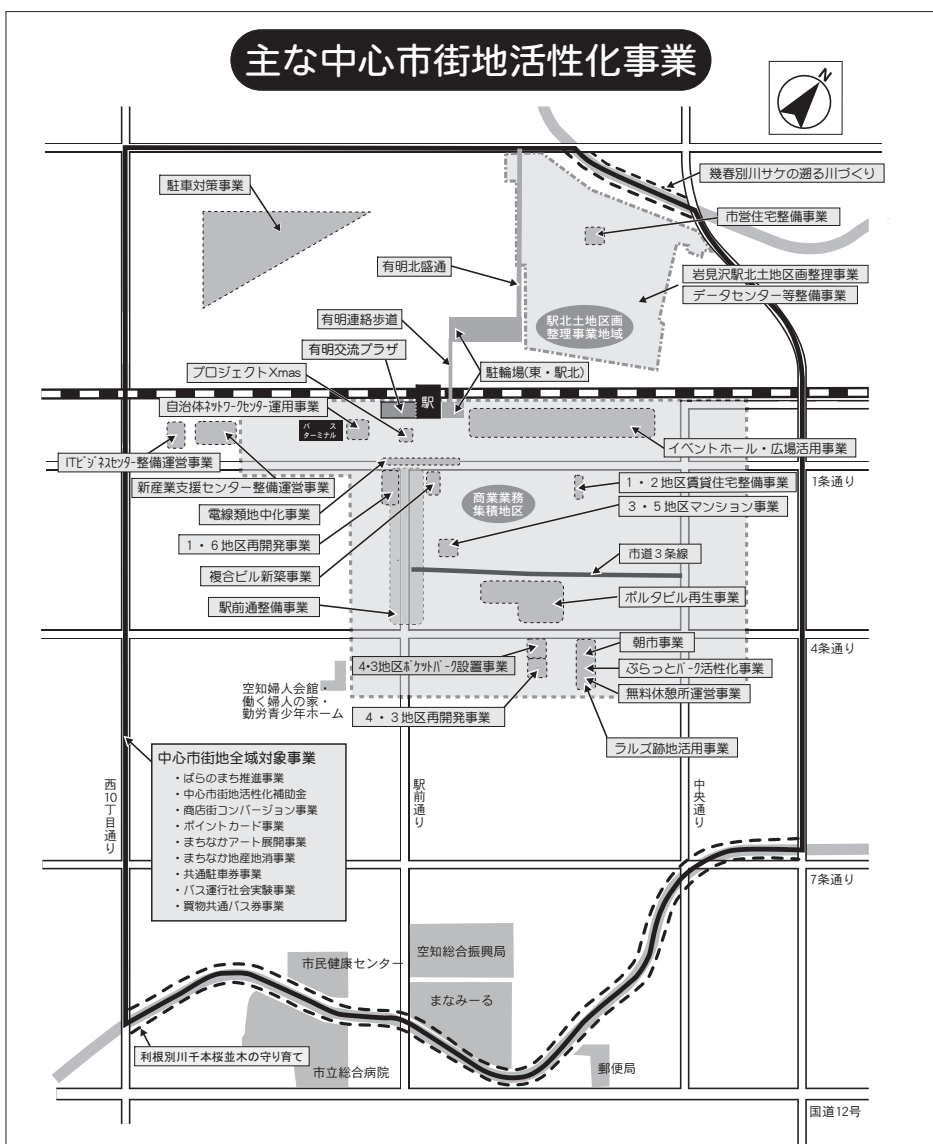 主な中心市街地活性化事業
N
幾春別川サケの遡る川づくり
駐車対策事業
市営住宅整備事業
有明北盛通
岩見沢駅北土地区画整理事業
データセンター等整備事業
有明連絡歩道
駅北土地区画
整理事業地域
有明交流プラザ
駐輪場(東・駅北)
プロジェクトXmas
駅
自治体ネットワークセンター運用事業
バス
ターミナル
イベントホール・広場活用事業
ITビジネスセンター整備運営事業
新産業支援センター整備運営事業
1・2地区賃貸住宅整備事業
1条通り
商業業務
集積地区
電線類地中化事業
3・5地区マンション事業
1・6地区再開発事業
市道3条線
複合ビル新築事業
ポルタビル再生事業
駅前通整備事業
朝市事業
4条通り
4・3地区ポケットパーク設置事業
ぷらっとパーク活性化事業
空知婦人会館・
働く婦人の家・
勤労青少年ホーム
無料休憩所運営事業
4・3地区再開発事業
ラルズ跡地活用事業
中心市街地全域対象事業
・ばらのまち推進事業
・中心市街地活性化補助金
・商店街コンバージョン事業
・ポイントカード事業
・まちなかアート展開事業
・まちなか地産地消事業
・共通駐車券事業
・バス運行社会実験事業
・買物共通バス券事業
西10丁目通り
駅前通り
中央通り
7条通り
市民健康センター
空知総合振興局
まなみーる
利根別川千本桜並木の守り育て
市立総合病院
郵便局
国道12号